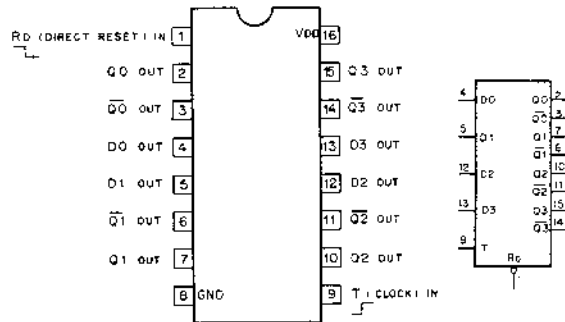 R̅D̅ (DIRECT RESET) IN 1
Q0 OUT 2
Q̅0̅ OUT 3
D0 OUT 4
D1 OUT 5
Q̅1̅ OUT 6
Q1 OUT 7
8 GND
VDD 16
15 Q3 OUT
14 Q̅3̅ OUT
13 D3 OUT
12 D2 OUT
11 Q̅2̅ OUT
10 Q2 OUT
9 T (CLOCK) IN
4 D0 Q0 2
Q̅0̅ 3
5 Q1 Q1 7
Q̅1̅ 6
12 D2 Q2 10
Q̅2̅ 11
13 D3 Q3 15
Q̅3̅ 14
9 T
RD